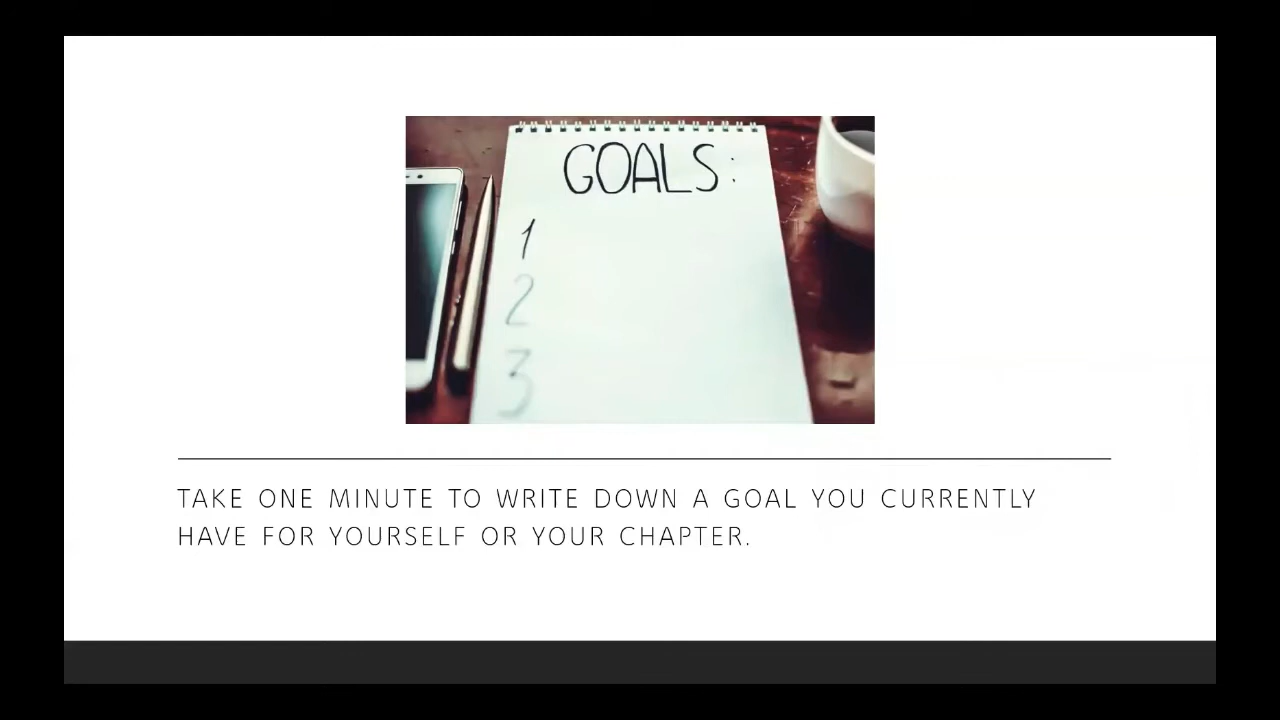 GOALS:
1
2
3
TAKE ONE MINUTE TO WRITE DOWN A GOAL YOU CURRENTLY
HAVE FOR YOURSELF OR YOUR CHAPTER.